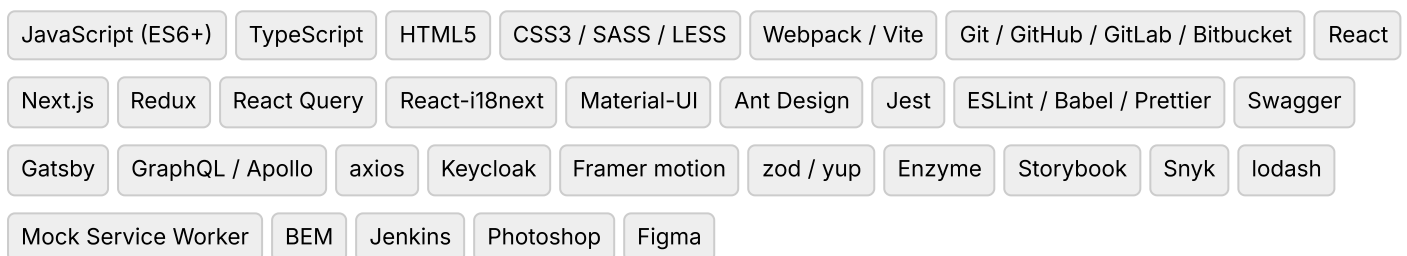 JavaScript (ES6+) TypeScript HTML5 CSS3 / SASS / LESS Webpack / Vite Git / GitHub / GitLab / Bitbucket React
Next.js Redux React Query React-i18next Material-UI Ant Design Jest ESLint / Babel / Prettier Swagger
Gatsby GraphQL / Apollo axios Keycloak Framer motion zod / yup Enzyme Storybook Snyk lodash
Mock Service Worker BEM Jenkins Photoshop Figma